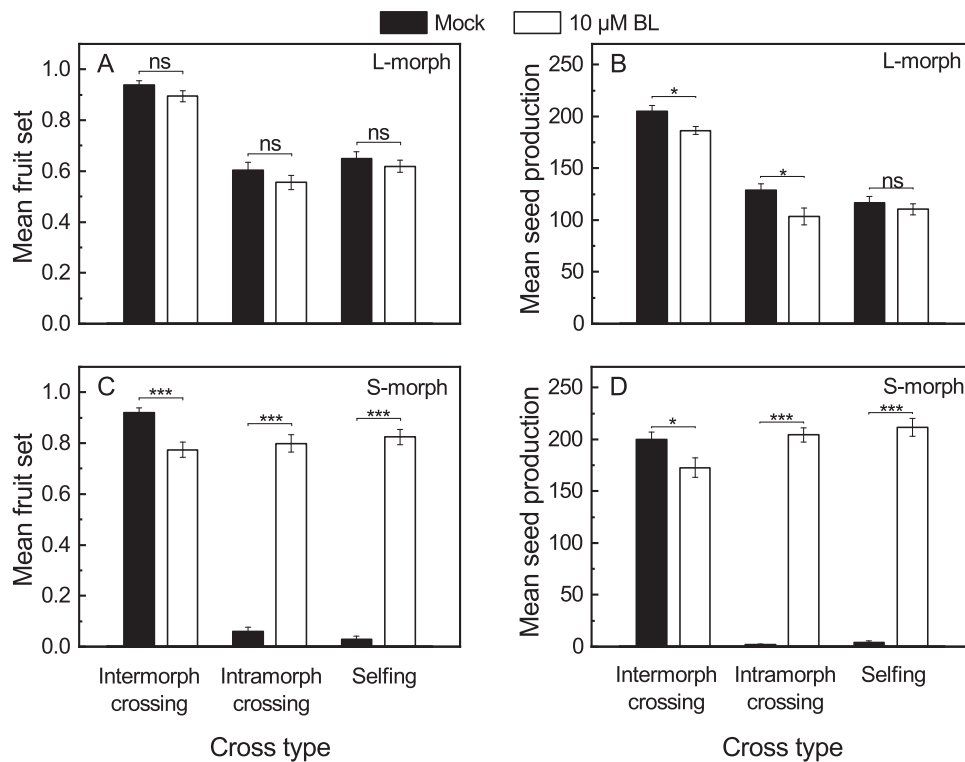 Mock 10 µM BL
A L-morph
ns
ns
ns
Mean fruit set
1.0
0.8
0.6
0.4
0.2
0.0
B L-morph
*
*
ns
Mean seed production
250
200
150
100
50
0
C S-morph
***
***
***
Mean fruit set
1.0
0.8
0.6
0.4
0.2
0.0
Intermorph
crossing
Intramorph
crossing
Selfing
Cross type
D S-morph
*
***
***
Mean seed production
250
200
150
100
50
0
Intermorph
crossing
Intramorph
crossing
Selfing
Cross type